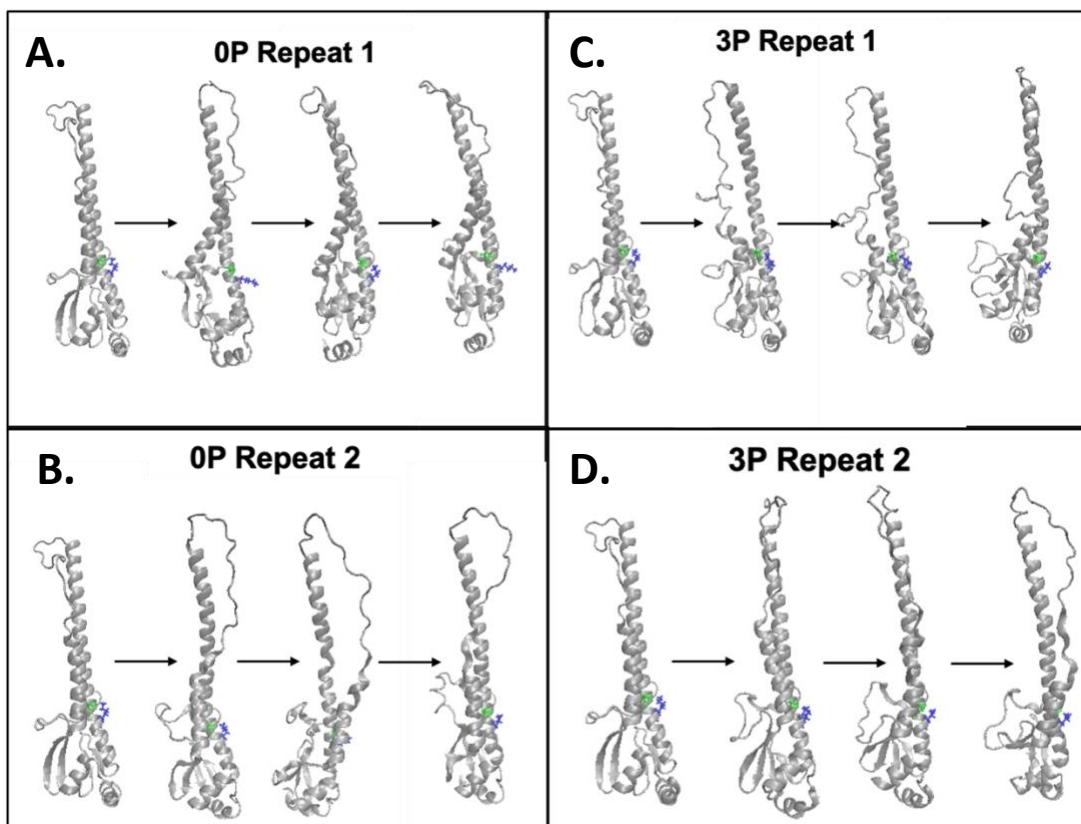 A.
0P Repeat 1
C.
3P Repeat 1
B.
0P Repeat 2
D.
3P Repeat 2